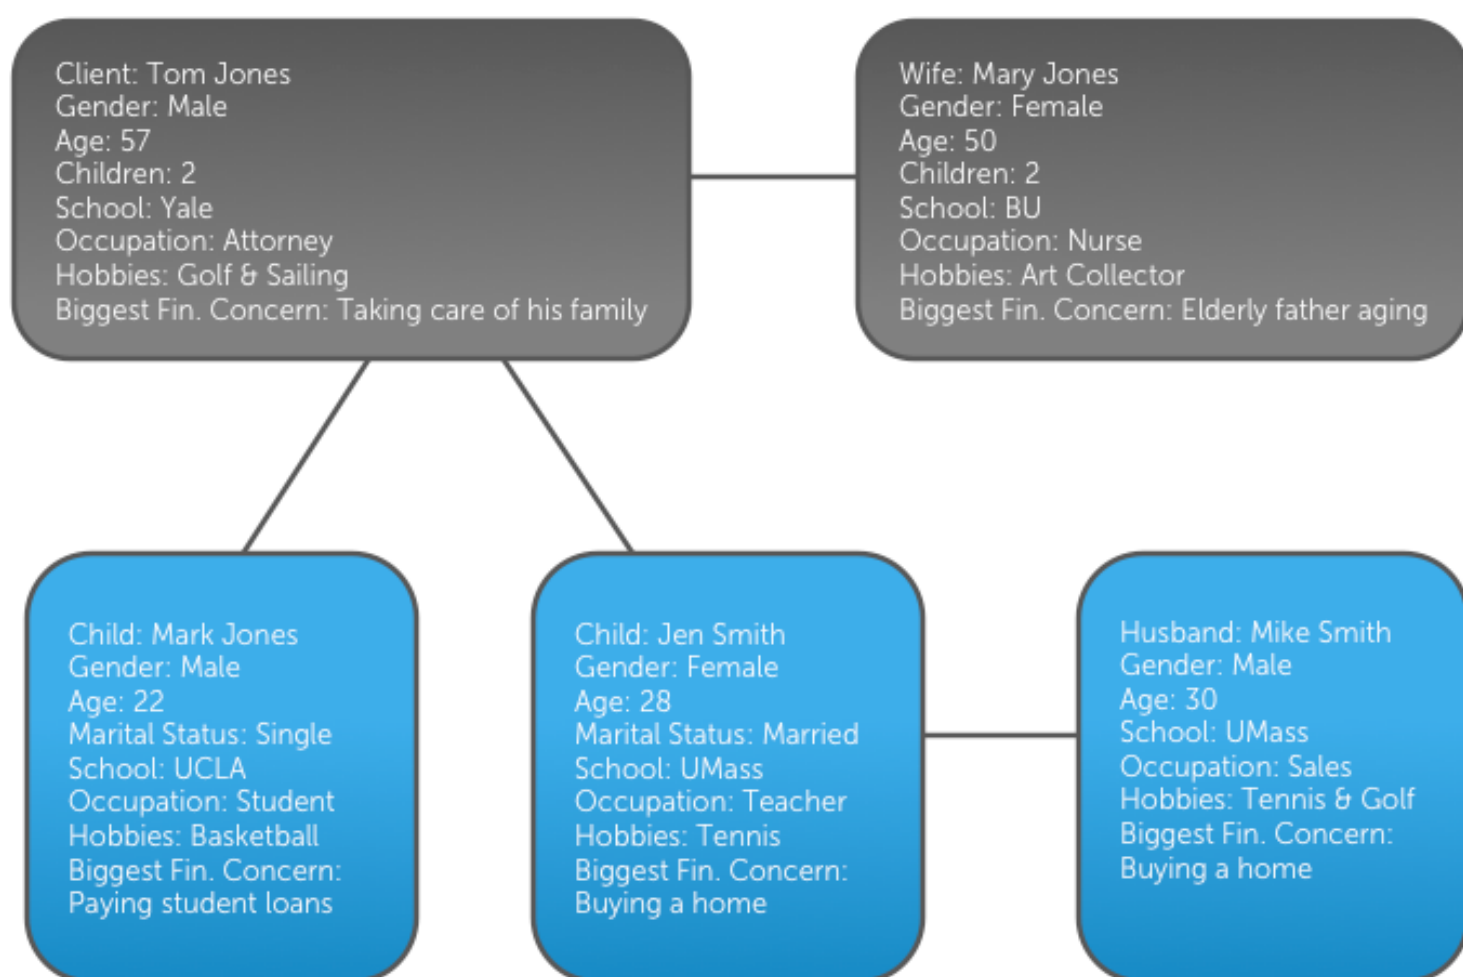 Client: Tom Jones
Gender: Male
Age: 57
Children: 2
School: Yale
Occupation: Attorney
Hobbies: Golf & Sailing
Biggest Fin. Concern: Taking care of his family
Wife: Mary Jones
Gender: Female
Age: 50
Children: 2
School: BU
Occupation: Nurse
Hobbies: Art Collector
Biggest Fin. Concern: Elderly father aging
Child: Mark Jones
Gender: Male
Age: 22
Marital Status: Single
School: UCLA
Occupation: Student
Hobbies: Basketball
Biggest Fin. Concern:
Paying student loans
Child: Jen Smith
Gender: Female
Age: 28
Marital Status: Married
School: UMass
Occupation: Teacher
Hobbies: Tennis
Biggest Fin. Concern:
Buying a home
Husband: Mike Smith
Gender: Male
Age: 30
School: UMass
Occupation: Sales
Hobbies: Tennis & Golf
Biggest Fin. Concern:
Buying a home